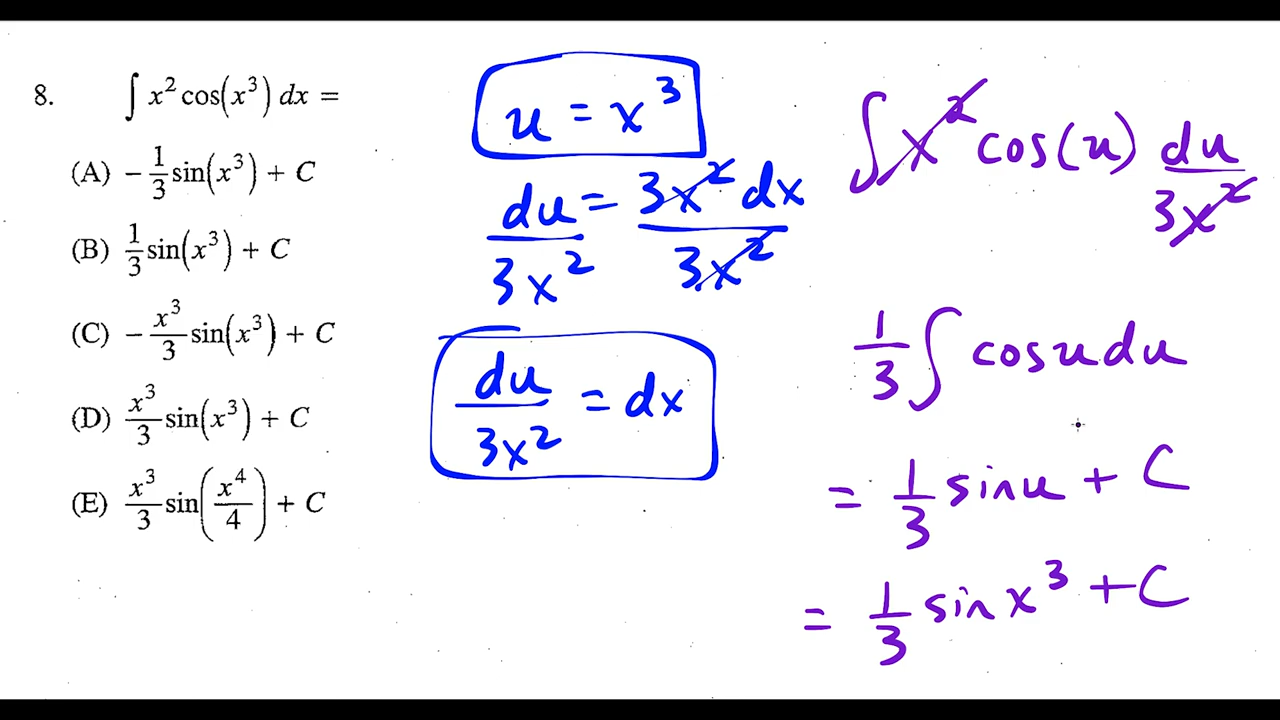 8. ∫ x² cos(x³) dx =
(A) −1/3 sin(x³) + C
(B) 1/3 sin(x³) + C
(C) −x³/3 sin(x³) + C
(D) x³/3 sin(x³) + C
(E) x³/3 sin(x⁴/4) + C
u = x³
du/3x² = 3x² dx/3x²
du/3x² = dx
∫ x² cos(u) du/3x²
1/3 ∫ cos u du
= 1/3 sin u + C
= 1/3 sin x³ + C